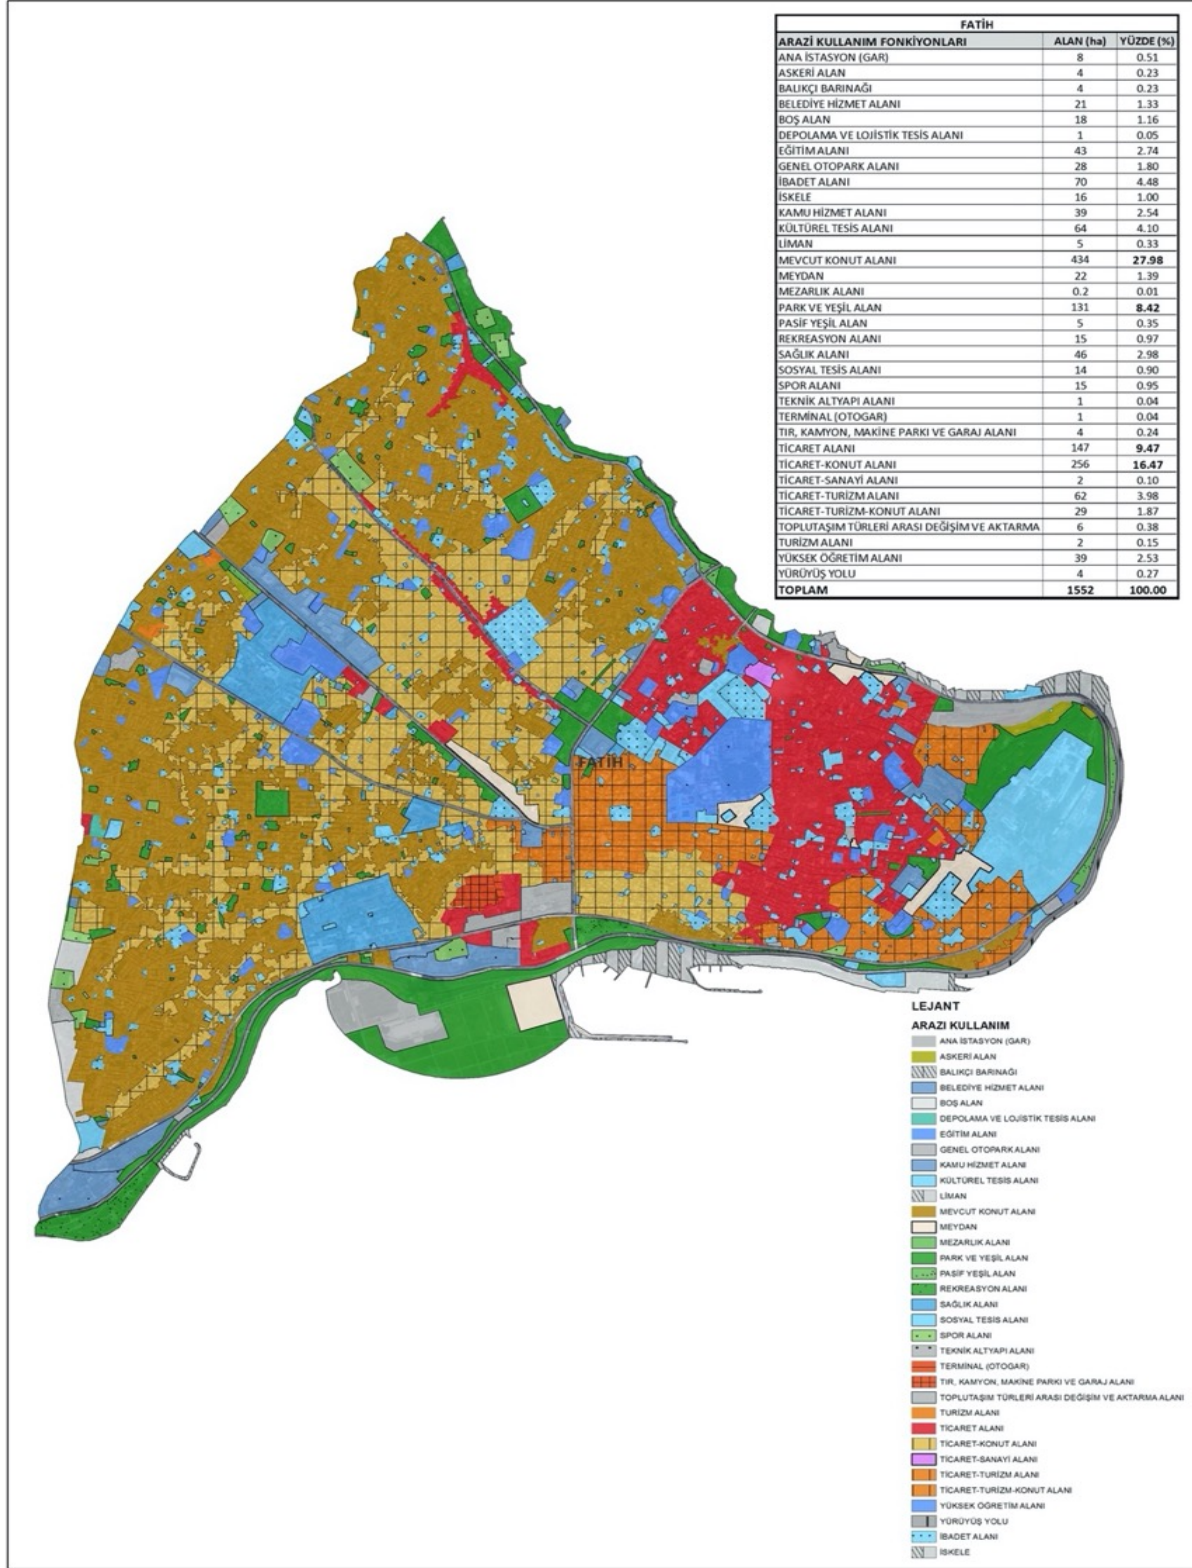 FATİH
ARAZİ KULLANIM FONKİYONLARI ALAN (ha) YÜZDE (%)
ANA İSTASYON (GAR) 8 0.51
ASKERİ ALAN 4 0.23
BALIKÇI BARINAĞI 4 0.23
BELEDİYE HİZMET ALANI 21 1.33
BOŞ ALAN 18 1.16
DEPOLAMA VE LOJİSTİK TESİS ALANI 1 0.05
EĞİTİM ALANI 43 2.74
GENEL OTOPARK ALANI 28 1.80
İBADET ALANI 70 4.48
İSKELE 16 1.00
KAMU HİZMET ALANI 39 2.54
KÜLTÜREL TESİS ALANI 64 4.10
LİMAN 5 0.33
MEVCUT KONUT ALANI 434 27.98
MEYDAN 22 1.39
MEZARLIK ALANI 0.2 0.01
PARK VE YEŞİL ALAN 131 8.42
PASİF YEŞİL ALAN 5 0.35
REKREASYON ALANI 15 0.97
SAĞLIK ALANI 46 2.98
SOSYAL TESİS ALANI 14 0.90
SPOR ALANI 15 0.95
TEKNİK ALTYAPI ALANI 1 0.04
TERMİNAL (OTOGAR) 1 0.04
TIR, KAMYON, MAKİNE PARKI VE GARAJ ALANI 4 0.24
TİCARET ALANI 147 9.47
TİCARET-KONUT ALANI 256 16.47
TİCARET-SANAYİ ALANI 2 0.10
TİCARET-TURİZM ALANI 62 3.98
TİCARET-TURİZM-KONUT ALANI 29 1.87
TOPLUTAŞIM TÜRLERİ ARASI DEĞİŞİM VE AKTARMA 6 0.38
TURİZM ALANI 2 0.15
YÜKSEK ÖĞRETİM ALANI 39 2.53
YÜRÜYÜŞ YOLU 4 0.27
TOPLAM 1552 100.00
FATİH
LEJANT
ARAZI KULLANIM
ANA İSTASYON (GAR)
ASKERİ ALAN
BALIKÇI BARINAĞI
BELEDİYE HİZMET ALANI
BOŞ ALAN
DEPOLAMA VE LOJİSTİK TESİS ALANI
EĞİTİM ALANI
GENEL OTOPARK ALANI
KAMU HİZMET ALANI
KÜLTÜREL TESİS ALANI
LİMAN
MEVCUT KONUT ALANI
MEYDAN
MEZARLIK ALANI
PARK VE YEŞİL ALAN
PASİF YEŞİL ALAN
REKREASYON ALANI
SAĞLIK ALANI
SOSYAL TESİS ALANI
SPOR ALANI
TEKNİK ALTYAPI ALANI
TERMİNAL (OTOGAR)
TIR, KAMYON, MAKİNE PARKI VE GARAJ ALANI
TOPLUTAŞIM TÜRLERİ ARASI DEĞİŞİM VE AKTARMA ALANI
TURİZM ALANI
TİCARET ALANI
TİCARET-KONUT ALANI
TİCARET-SANAYİ ALANI
TİCARET-TURİZM ALANI
TİCARET-TURİZM-KONUT ALANI
YÜKSEK ÖĞRETİM ALANI
YÜRÜYÜŞ YOLU
İBADET ALANI
İSKELE